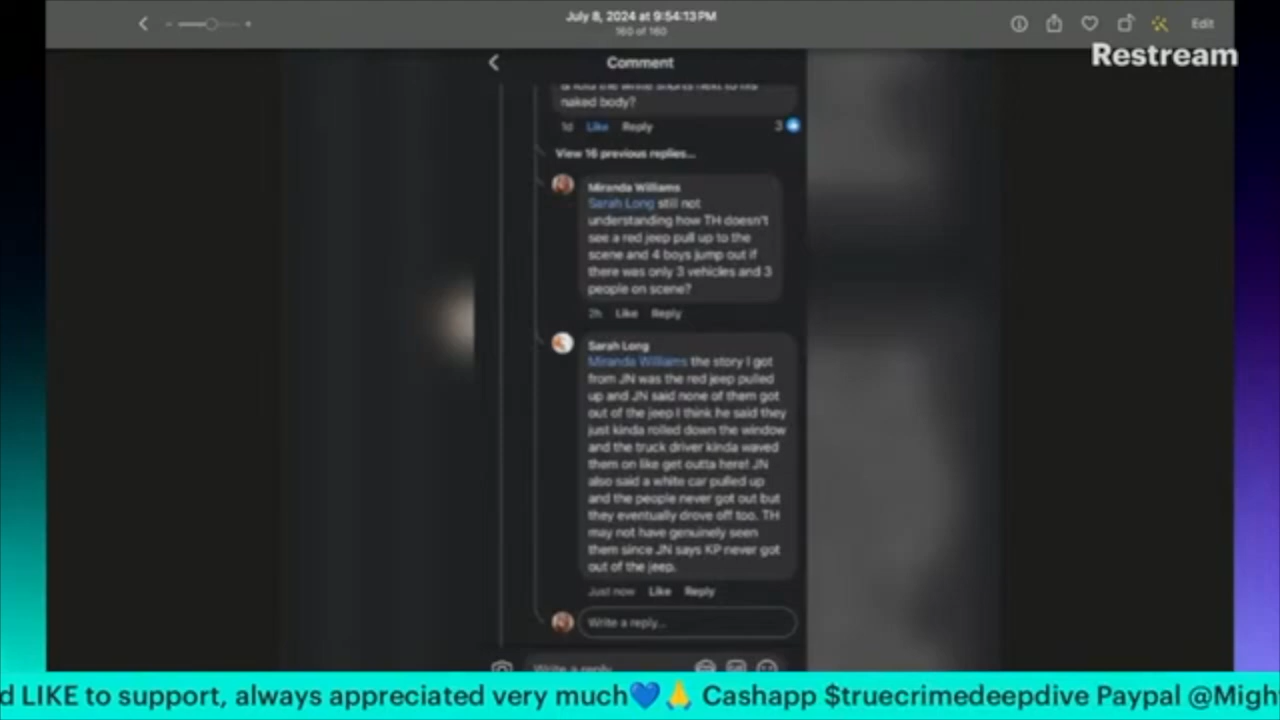 July 8, 2024 at 9:54:13 PM
160 of 160
Edit
Restream
Comment
naked body?
1d Like Reply 3
View 16 previous replies...
Miranda Williams
Sarah Long still not
understanding how TH doesn't
see a red jeep pull up to the
scene and 4 boys jump out if
there was only 3 vehicles and 3
people on scene?
2h Like Reply
Sarah Long
Miranda Williams the story I got
from JN was the red jeep pulled
up and JN said none of them got
out of the jeep I think he said they
just kinda rolled down the window
and the truck driver kinda waved
them on like get outta here! JN
also said a white car pulled up
and the people never got out but
they eventually drove off too. TH
may not have genuinely seen
them since JN says KP never got
out of the jeep.
Just now Like Reply
Write a reply...
Write a reply
d LIKE to support, always appreciated very much💙🙏 Cashapp $truecrimedeepdive Paypal @Migh